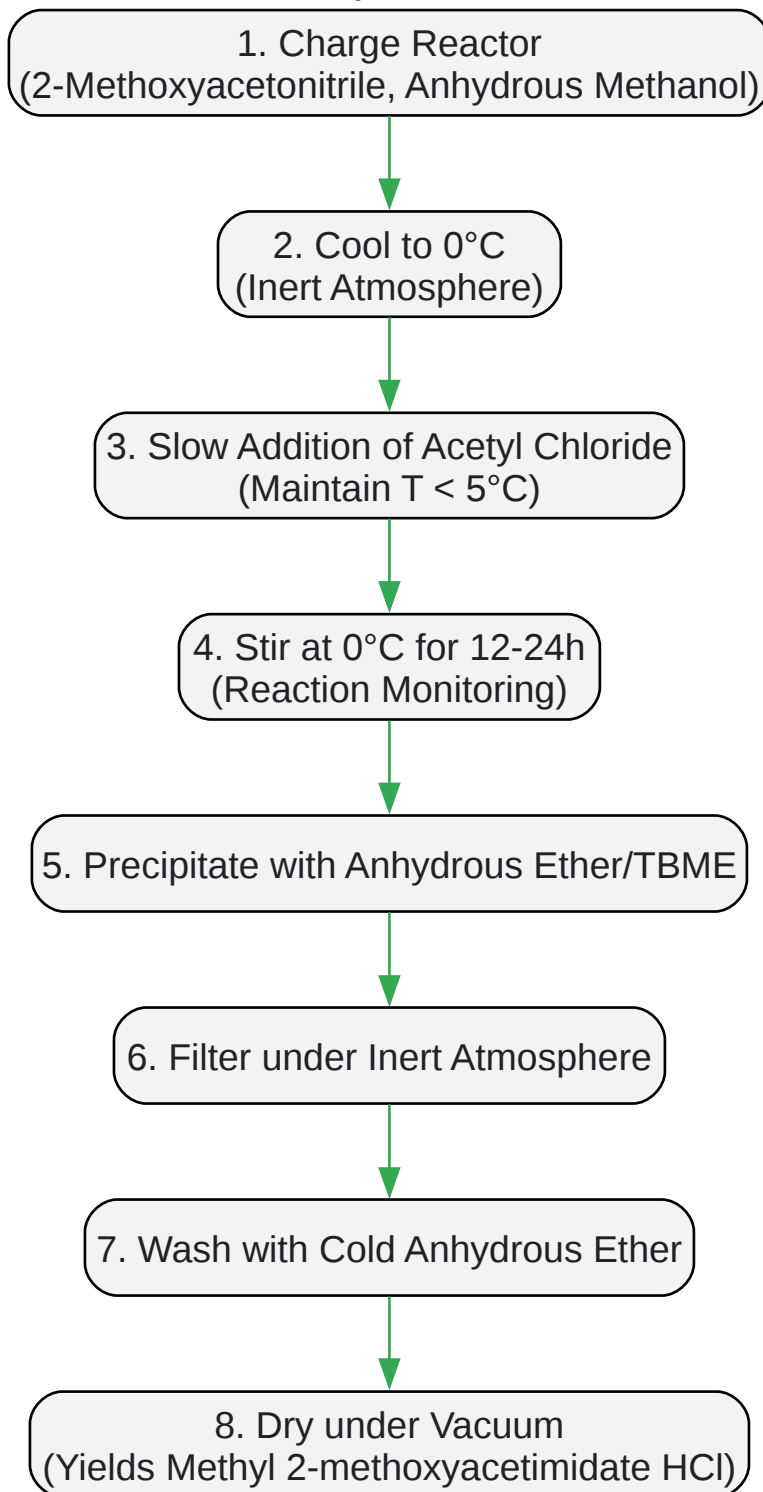 1. Charge Reactor
(2-Methoxyacetonitrile, Anhydrous Methanol)
2. Cool to 0°C
(Inert Atmosphere)
3. Slow Addition of Acetyl Chloride
(Maintain T < 5°C)
4. Stir at 0°C for 12-24h
(Reaction Monitoring)
5. Precipitate with Anhydrous Ether/TBME
6. Filter under Inert Atmosphere
7. Wash with Cold Anhydrous Ether
8. Dry under Vacuum
(Yields Methyl 2-methoxyacetimidate HCl)